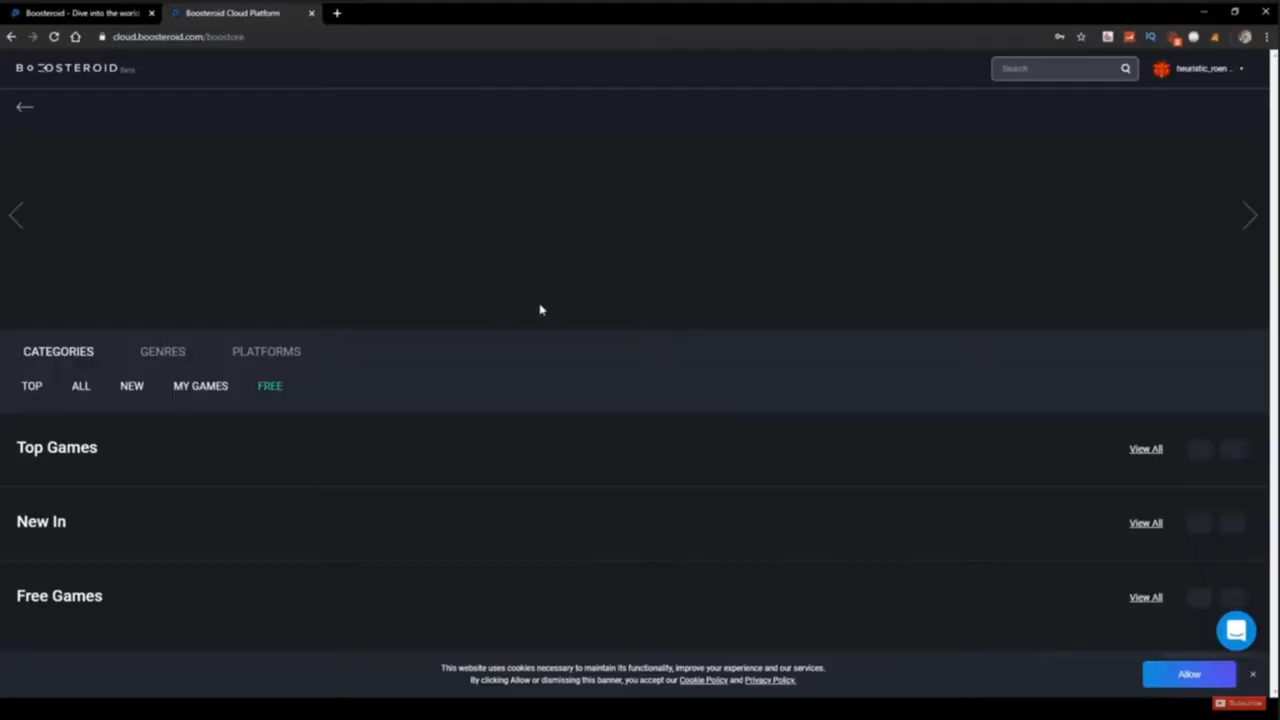 Boosteroid - Dive into the world
Boosteroid Cloud Platform
cloud.boosteroid.com/boostore
BOOSTEROID Beta
Search
heuristic_roen ..
CATEGORIES GENRES PLATFORMS
TOP ALL NEW MY GAMES FREE
Top Games
View All
New In
View All
Free Games
View All
This website uses cookies necessary to maintain its functionality, improve your experience and our services.
By clicking Allow or dismissing this banner, you accept our Cookie Policy and Privacy Policy.
Allow
Subscribe